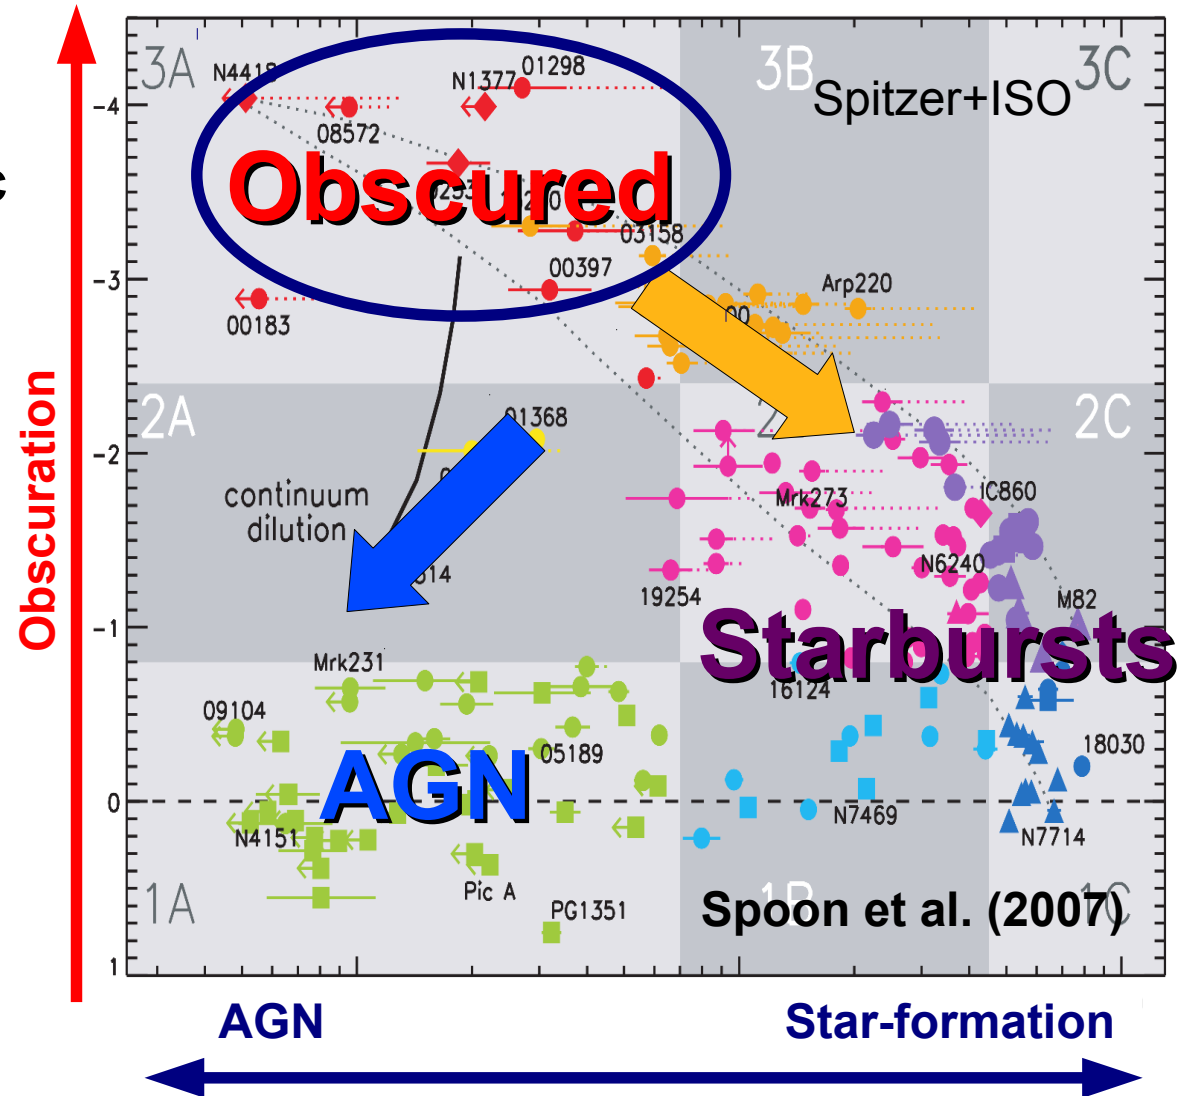 3A
3B
3C
Spitzer+ISO
N4418
N1377
01298
−4
08572
Obscured
03158
00397
−3
Arp220
00183
2A
2C
01368
−2
continuum
dilution
Mrk273
IC860
N6240
19254
M82
−1
Starbursts
Mrk231
16124
09104
05189
18030
AGN
0
N4151
N7469
N7714
Pic A
1A
1B
1C
PG1351
Spoon et al. (2007)
1
Obscuration
AGN
Star-formation